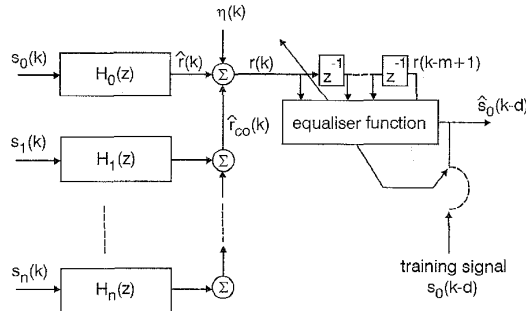 η(k)
s₀(k)
H₀(z)
r̂(k)
Σ
r(k)
z⁻¹
z⁻¹
r(k-m+1)
equaliser function
ŝ₀(k-d)
r̂co(k)
s₁(k)
H₁(z)
Σ
training signal
s₀(k-d)
sₙ(k)
Hₙ(z)
Σ